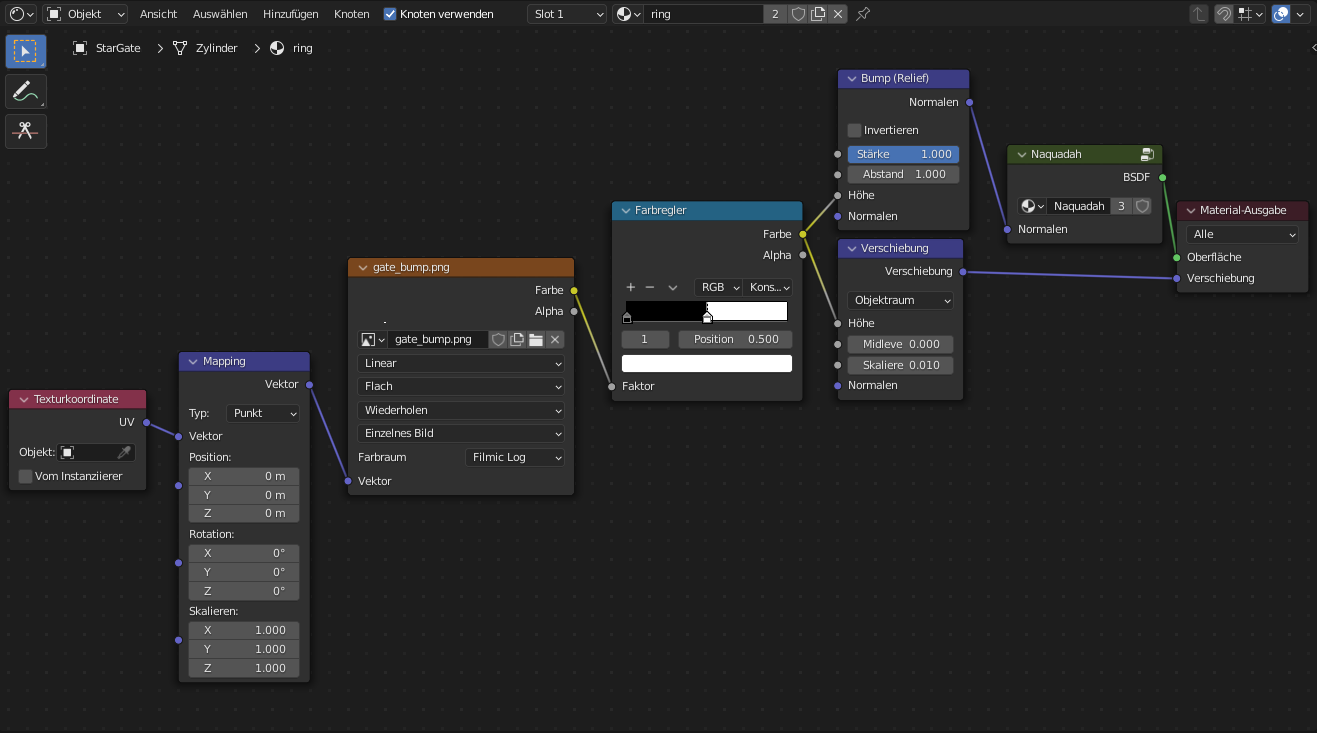 Objekt Ansicht Auswählen Hinzufügen Knoten Knoten verwenden Slot 1 ring 2
StarGate Zylinder ring
Texturkoordinate
UV
Objekt:
Vom Instanziierer
Mapping
Vektor
Typ: Punkt
Vektor
Position:
X 0 m
Y 0 m
Z 0 m
Rotation:
X 0°
Y 0°
Z 0°
Skalieren:
X 1.000
Y 1.000
Z 1.000
gate_bump.png
Farbe
Alpha
gate_bump.png
Linear
Flach
Wiederholen
Einzelnes Bild
Farbraum Filmic Log
Vektor
Farbregler
Farbe
Alpha
RGB Kons...
1 Position 0.500
Faktor
Bump (Relief)
Normalen
Invertieren
Stärke 1.000
Abstand 1.000
Höhe
Normalen
Verschiebung
Verschiebung
Objektraum
Höhe
Midleve 0.000
Skaliere 0.010
Normalen
Naquadah
BSDF
Naquadah 3
Normalen
Material-Ausgabe
Alle
Oberfläche
Verschiebung